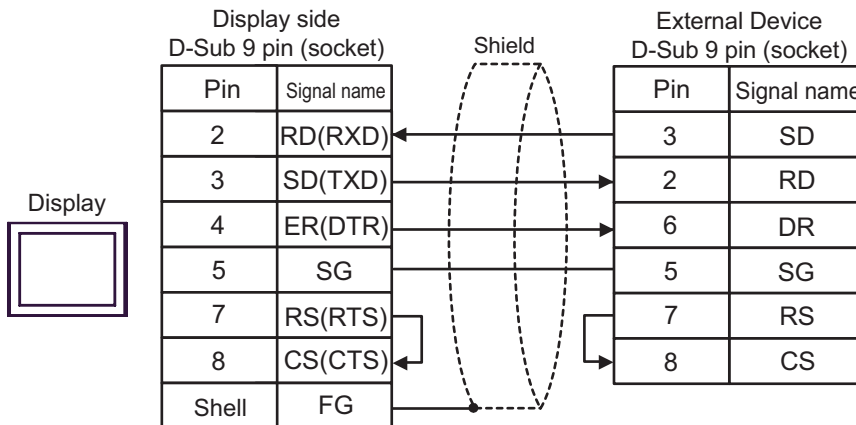 Display side
D-Sub 9 pin (socket)
Shield
External Device
D-Sub 9 pin (socket)
Pin Signal name
Pin Signal name
2 RD(RXD) 3 SD
3 SD(TXD) 2 RD
Display
4 ER(DTR) 6 DR
5 SG 5 SG
7 RS(RTS) 7 RS
8 CS(CTS) 8 CS
Shell FG